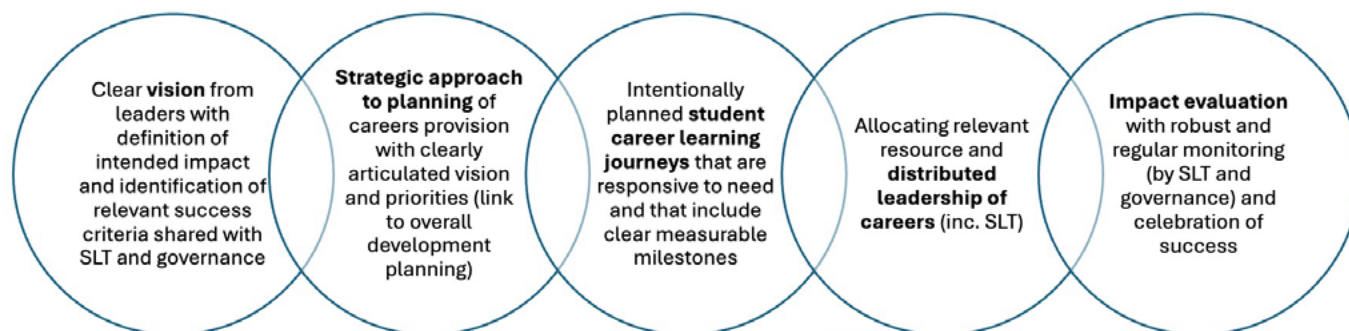 Clear vision from
leaders with
definition of
intended impact
and identification of
relevant success
criteria shared with
SLT and governance
Strategic approach
to planning of
careers provision
with clearly
articulated vision
and priorities (link
to overall
development
planning)
Intentionally
planned student
career learning
journeys that are
responsive to need
and that include
clear measurable
milestones
Allocating relevant
resource and
distributed
leadership of
careers (inc. SLT)
Impact evaluation
with robust and
regular monitoring
(by SLT and
governance) and
celebration of
success